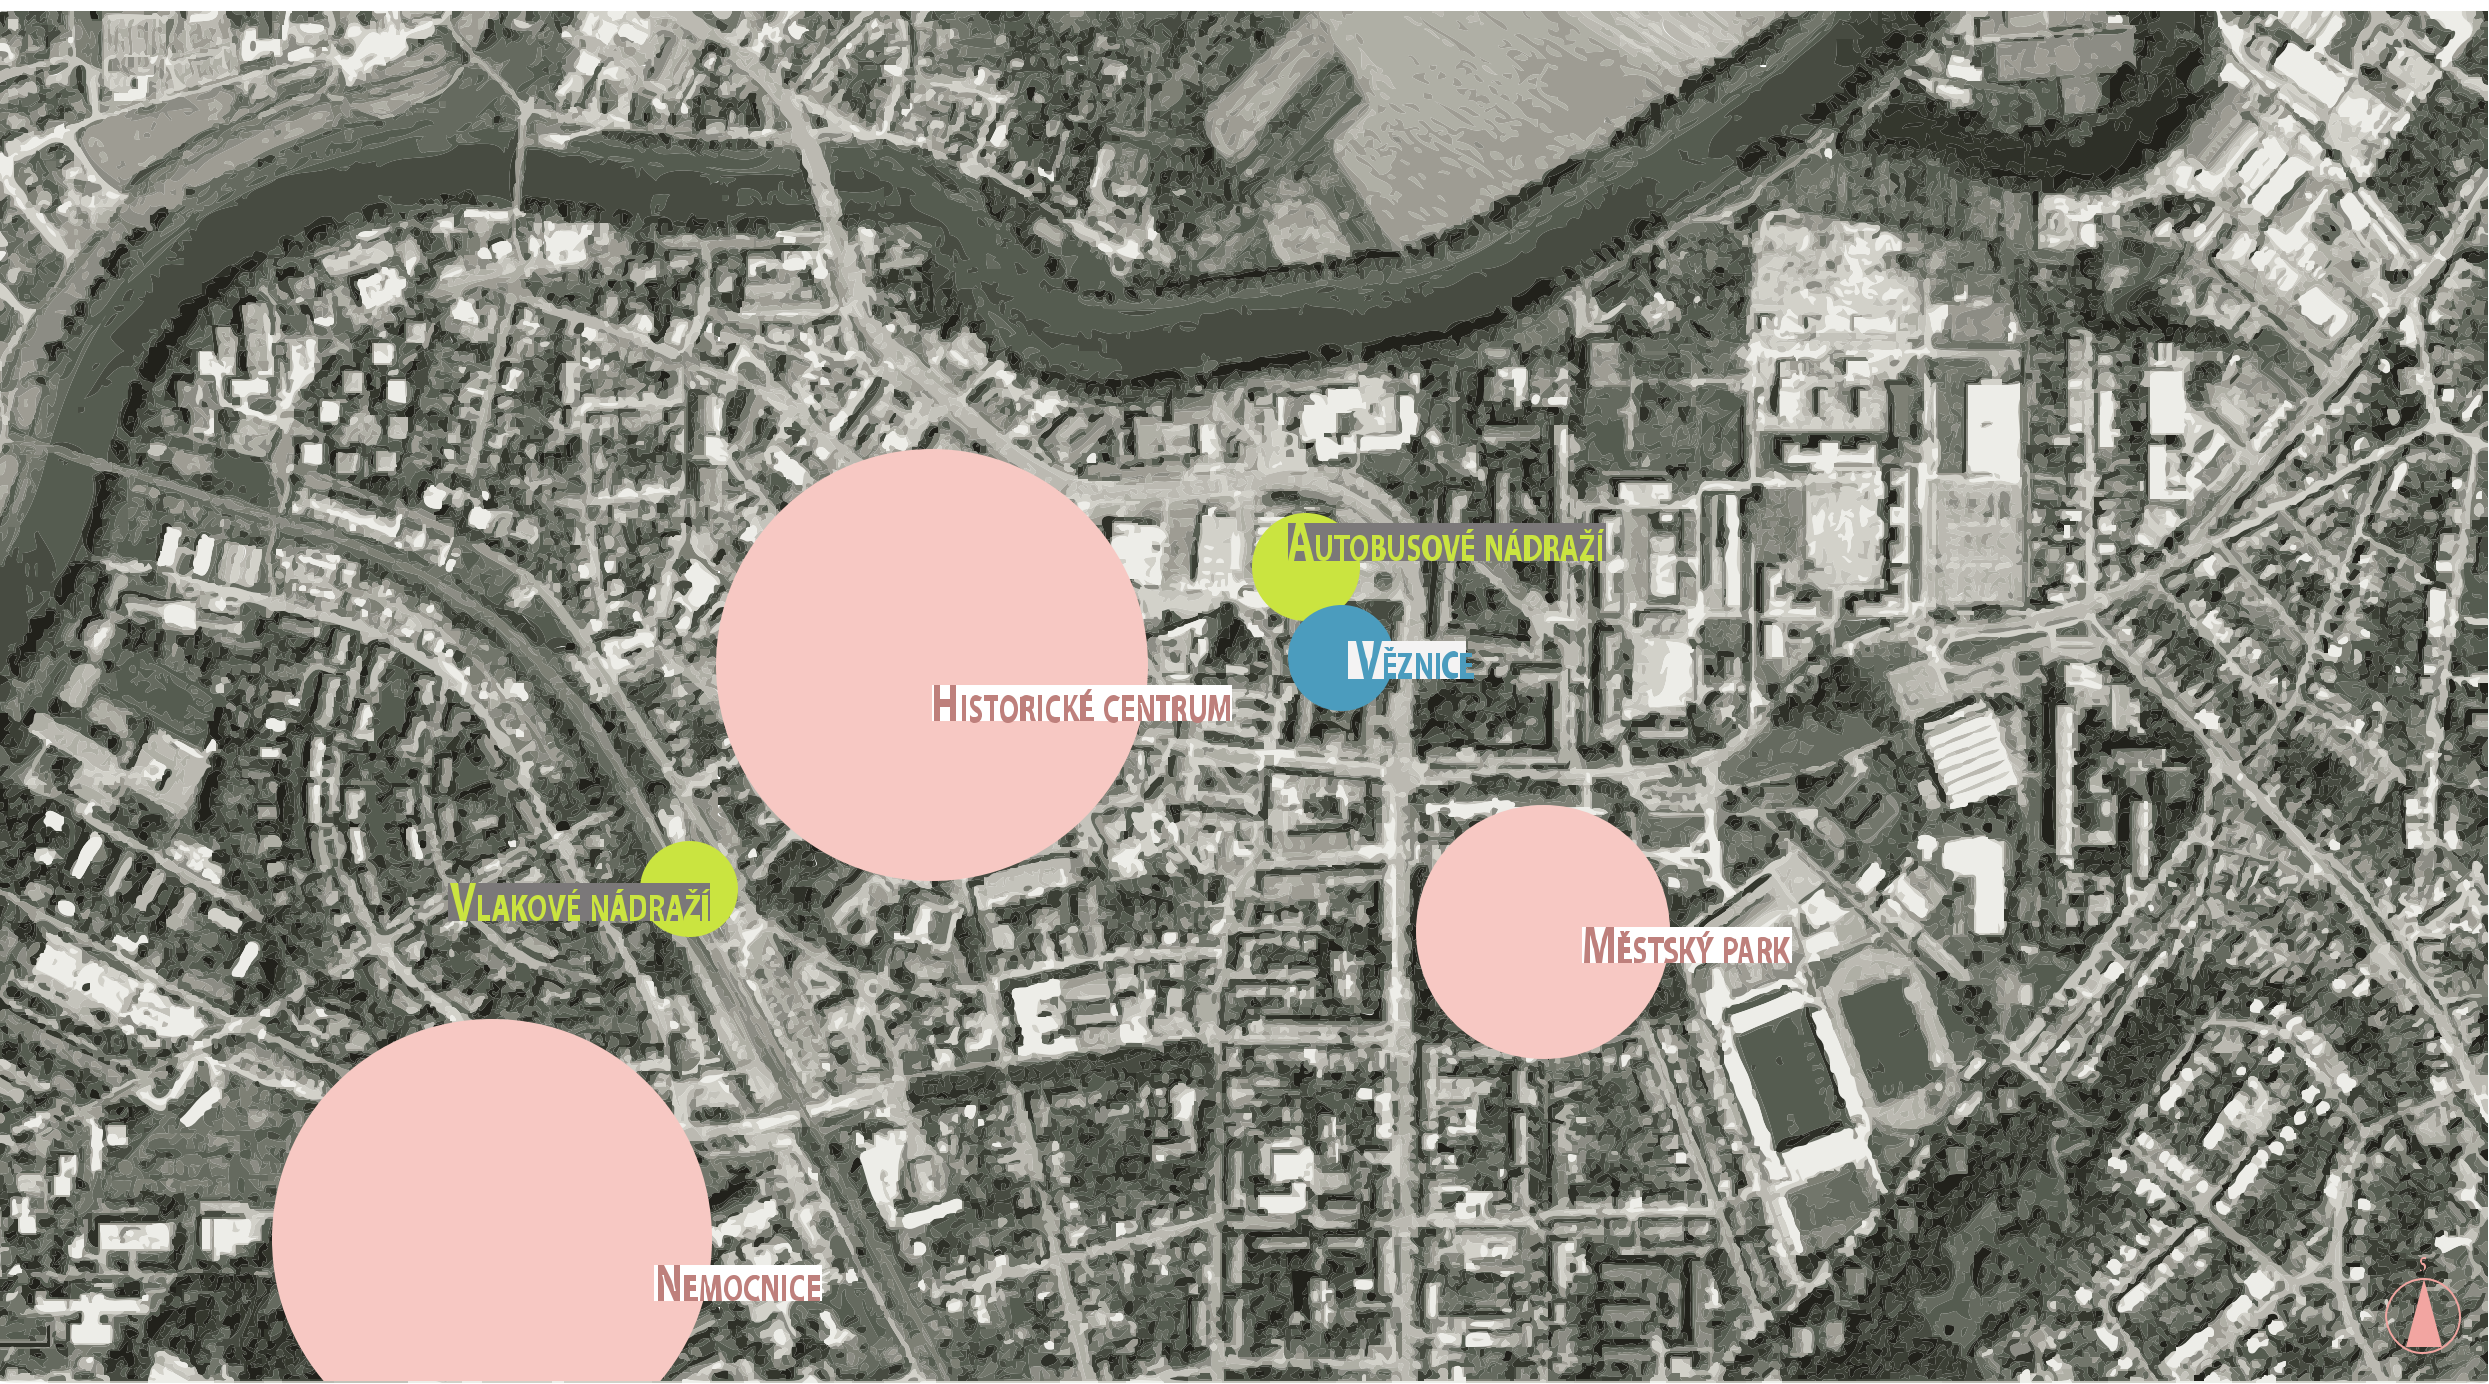 Autobusové nádraží
Věznice
Historické centrum
Vlakové nádraží
Městský park
Nemocnice
S